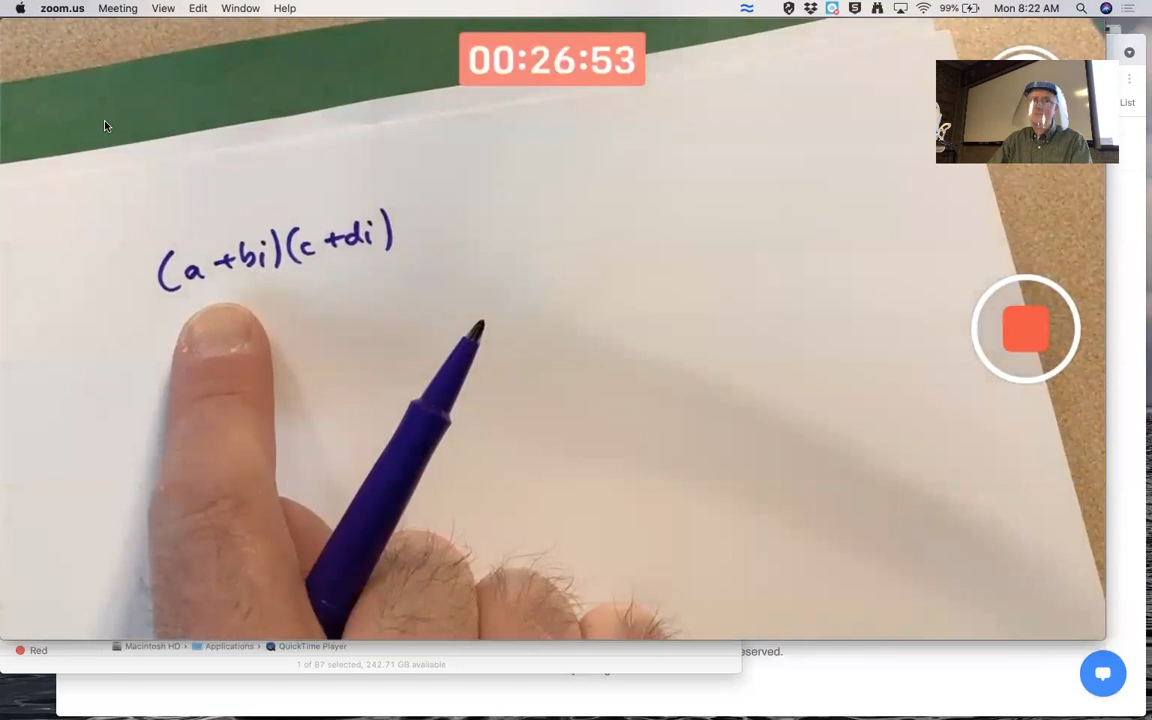 zoom.us Meeting View Edit Window Help 99% Mon 8:22 AM
00:26:53
List
(a+bi)(c+di)
Red Macintosh HD › Applications › QuickTime Player
eserved.
1 of 87 selected, 242.71 GB available